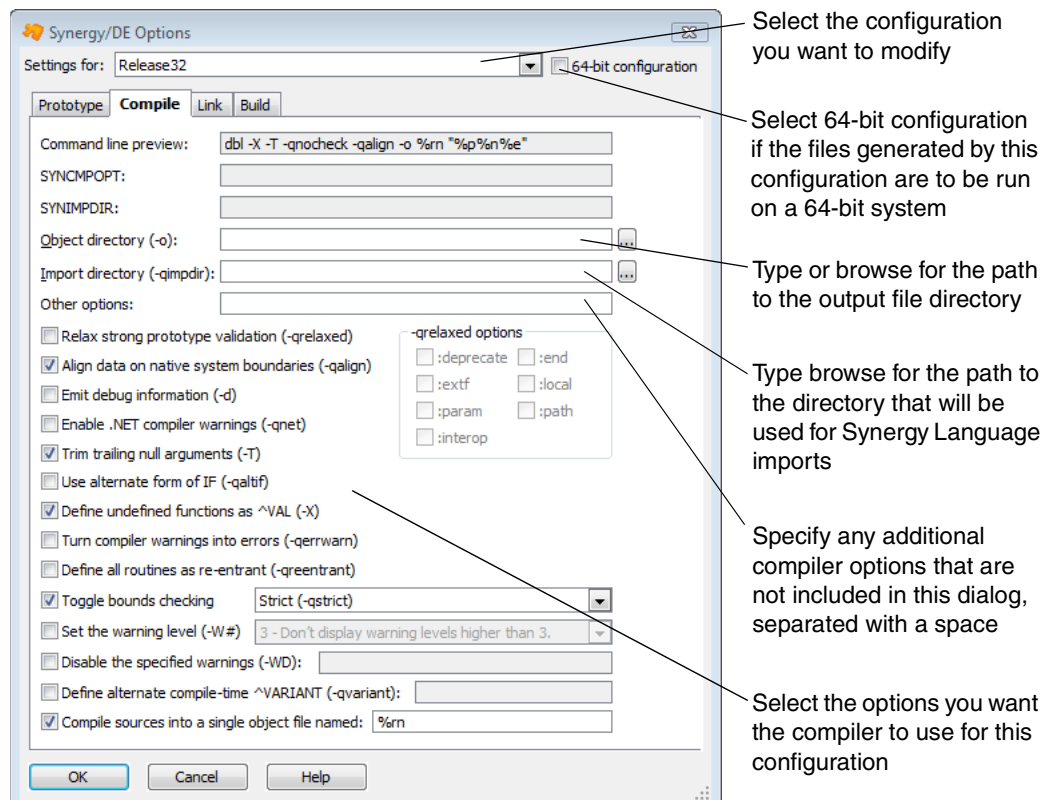 Synergy/DE Options
Settings for: Release32 64-bit configuration
Prototype Compile Link Build
Command line preview: dbl -X -T -qnocheck -qalign -o %rn "%p%n%e"
SYNCMPOPT:
SYNIMPDIR:
Object directory (-o): ...
Import directory (-qimpdir): ...
Other options:
Relax strong prototype validation (-qrelaxed)
Align data on native system boundaries (-qalign)
Emit debug information (-d)
Enable .NET compiler warnings (-qnet)
Trim trailing null arguments (-T)
Use alternate form of IF (-qaltif)
Define undefined functions as ^VAL (-X)
Turn compiler warnings into errors (-qerrwarn)
Define all routines as re-entrant (-qreentrant)
Toggle bounds checking Strict (-qstrict)
Set the warning level (-W#) 3 - Don't display warning levels higher than 3.
Disable the specified warnings (-WD):
Define alternate compile-time ^VARIANT (-qvariant):
Compile sources into a single object file named: %rn
-qrelaxed options
:deprecate :end
:extf :local
:param :path
:interop
OK Cancel Help
Select the configuration
you want to modify
Select 64-bit configuration
if the files generated by this
configuration are to be run
on a 64-bit system
Type or browse for the path
to the output file directory
Type browse for the path to
the directory that will be
used for Synergy Language
imports
Specify any additional
compiler options that are
not included in this dialog,
separated with a space
Select the options you want
the compiler to use for this
configuration